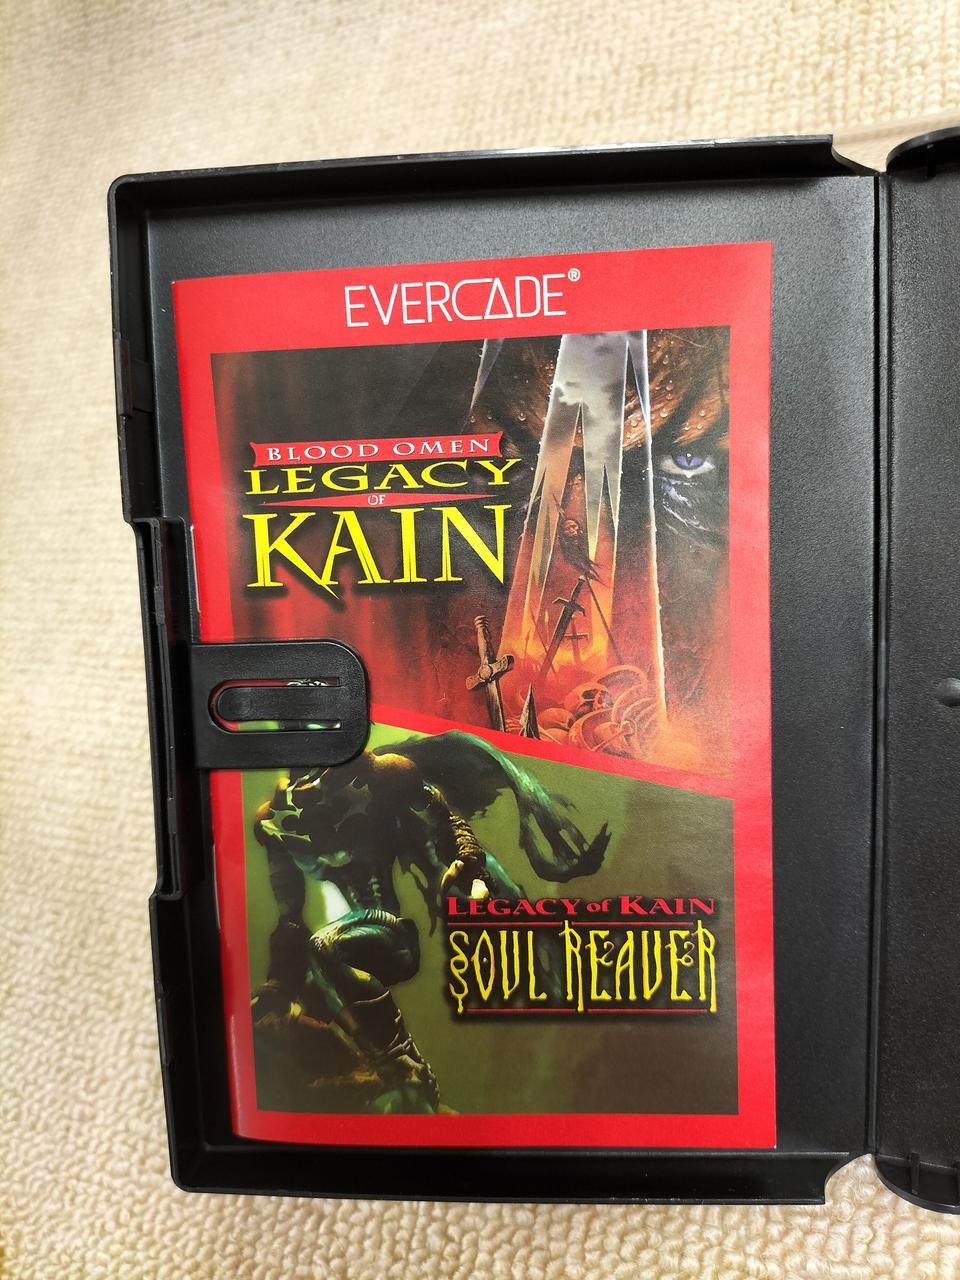 EVERCADE®
BLOOD OMEN
LEGACY
OF
KAIN
LEGACY of KAIN
SOUL REAVER